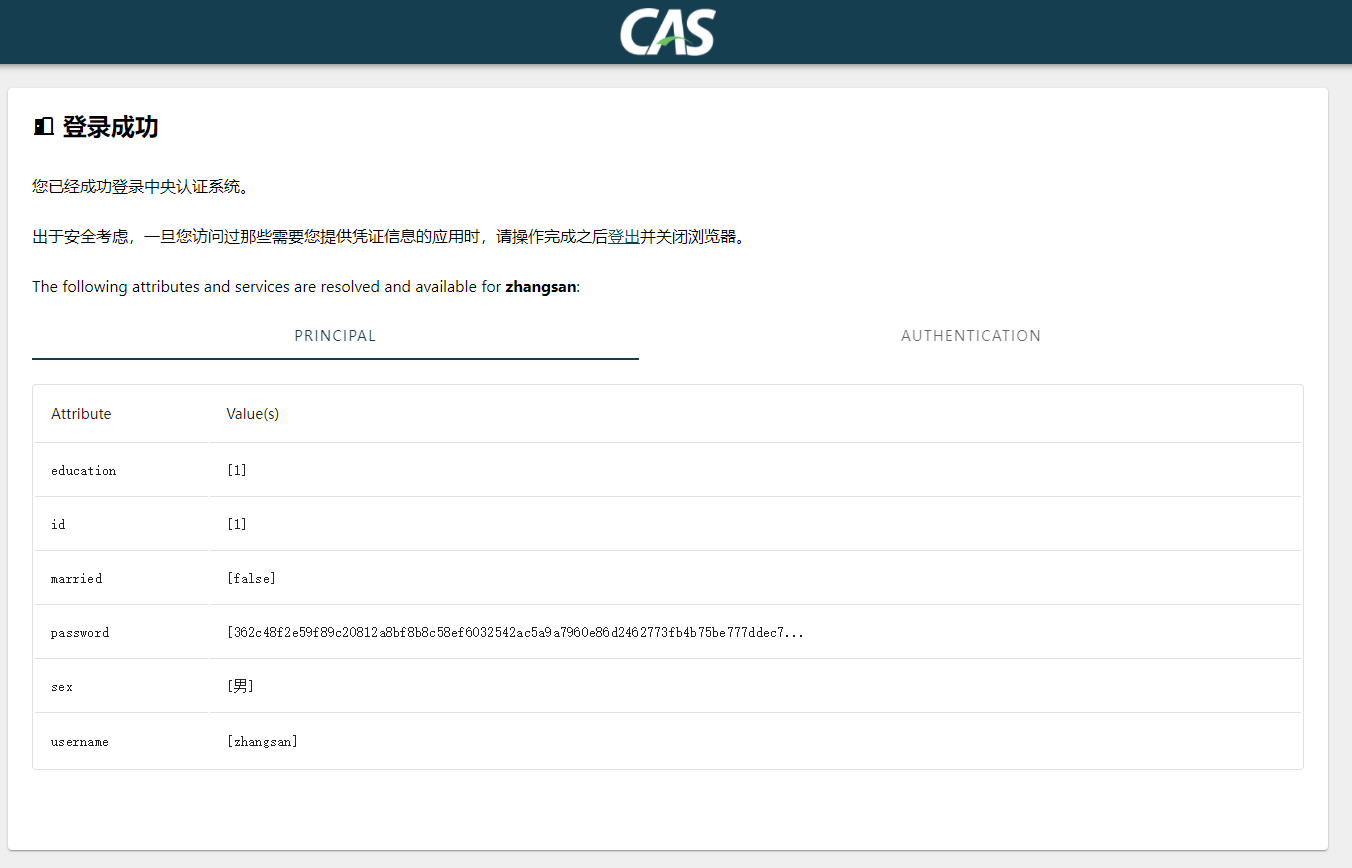 CAS
登录成功
您已经成功登录中央认证系统。
出于安全考虑，一旦您访问过那些需要您提供凭证信息的应用时，请操作完成之后登出并关闭浏览器。
The following attributes and services are resolved and available for zhangsan:
PRINCIPAL AUTHENTICATION
Attribute Value(s)
education [1]
id [1]
married [false]
password [362c48f2e59f89c20812a8bf8b8c58ef6032542ac5a9a7960e86d2462773fb4b75be777ddec7...
sex [男]
username [zhangsan]